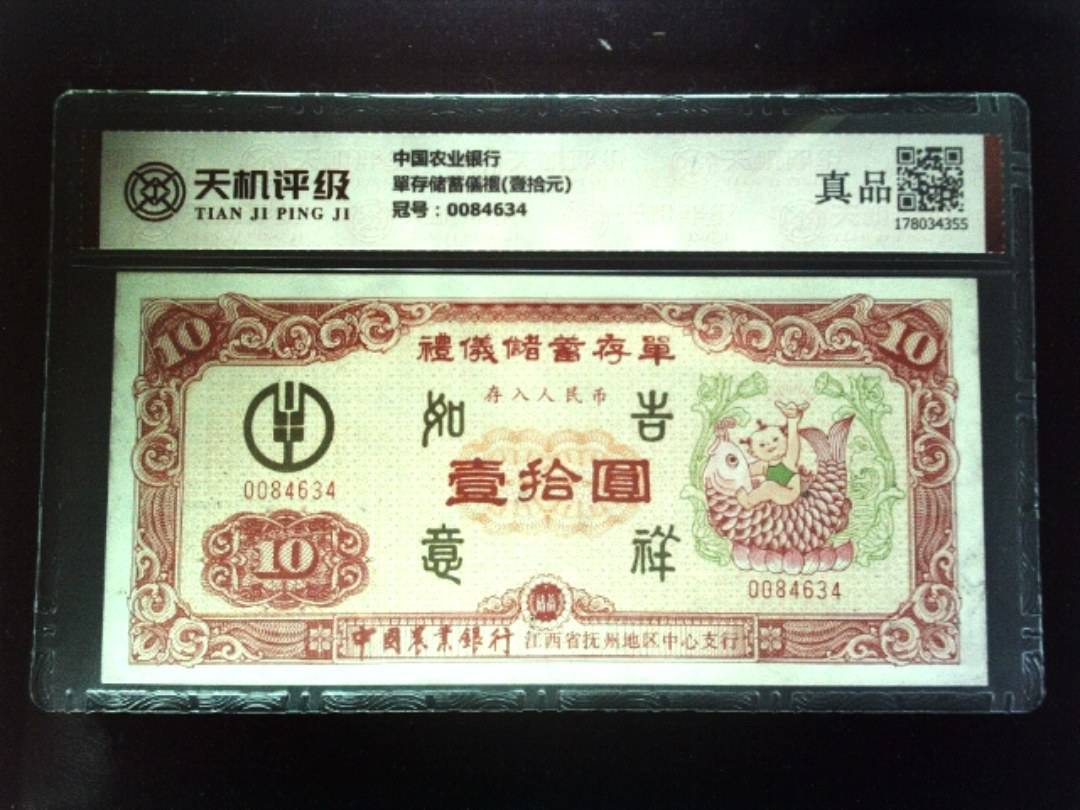 天机评级
TIAN JI PING JI
中国农业银行
單存储蓄儀禮(壹拾元)
冠号：0084634
真品
178034355
10
10
禮儀儲蓄存單
存入人民币
如
吉
壹拾圓
0084634
意
祥
10
0084634
中國農業銀行 江西省抚州地区中心支行